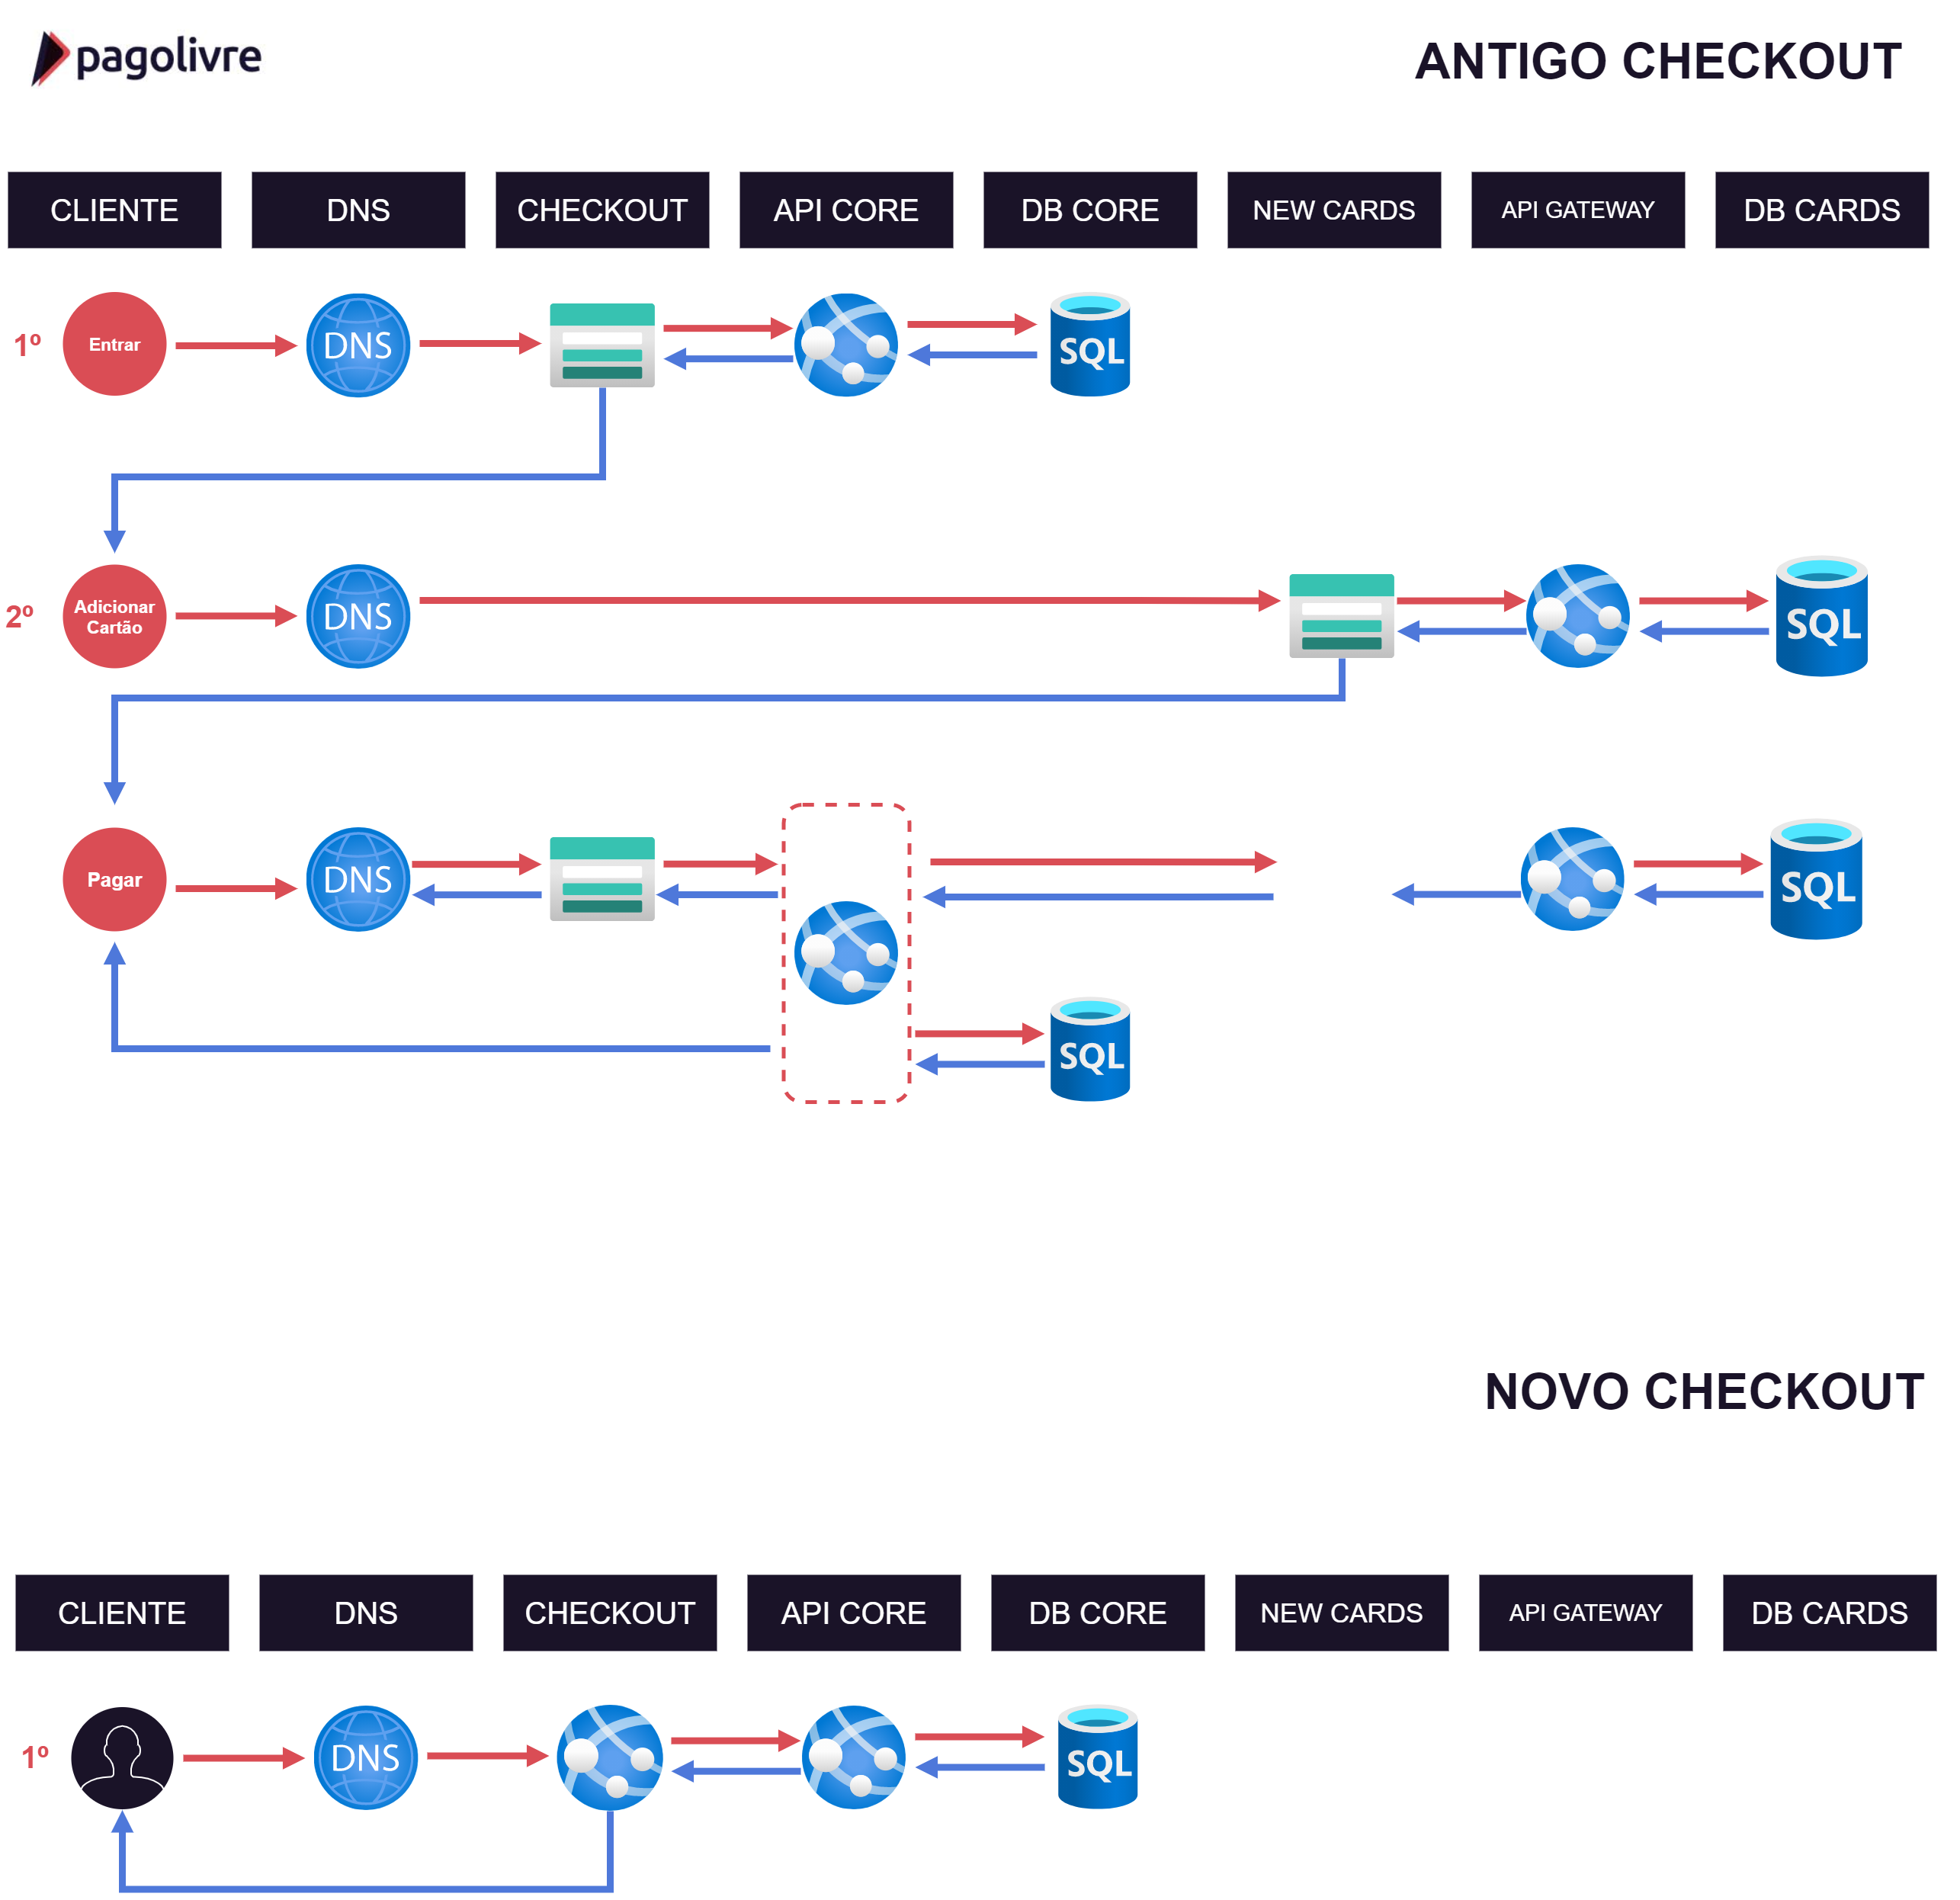 pagolivre
ANTIGO CHECKOUT
CLIENTE
DNS
CHECKOUT
API CORE
DB CORE
NEW CARDS
API GATEWAY
DB CARDS
1º
Entrar
DNS
SQL
2º
Adicionar
Cartão
DNS
SQL
Pagar
DNS
SQL
SQL
NOVO CHECKOUT
CLIENTE
DNS
CHECKOUT
API CORE
DB CORE
NEW CARDS
API GATEWAY
DB CARDS
1º
DNS
SQL